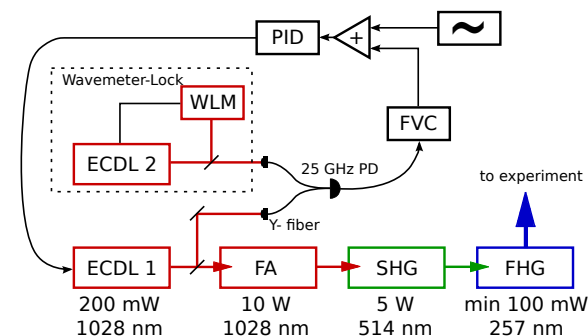 PID
+
~
Wavemeter-Lock
WLM
FVC
ECDL 2
25 GHz PD
to experiment
Y- fiber
ECDL 1
FA
SHG
FHG
200 mW
10 W
5 W
min 100 mW
1028 nm
1028 nm
514 nm
257 nm